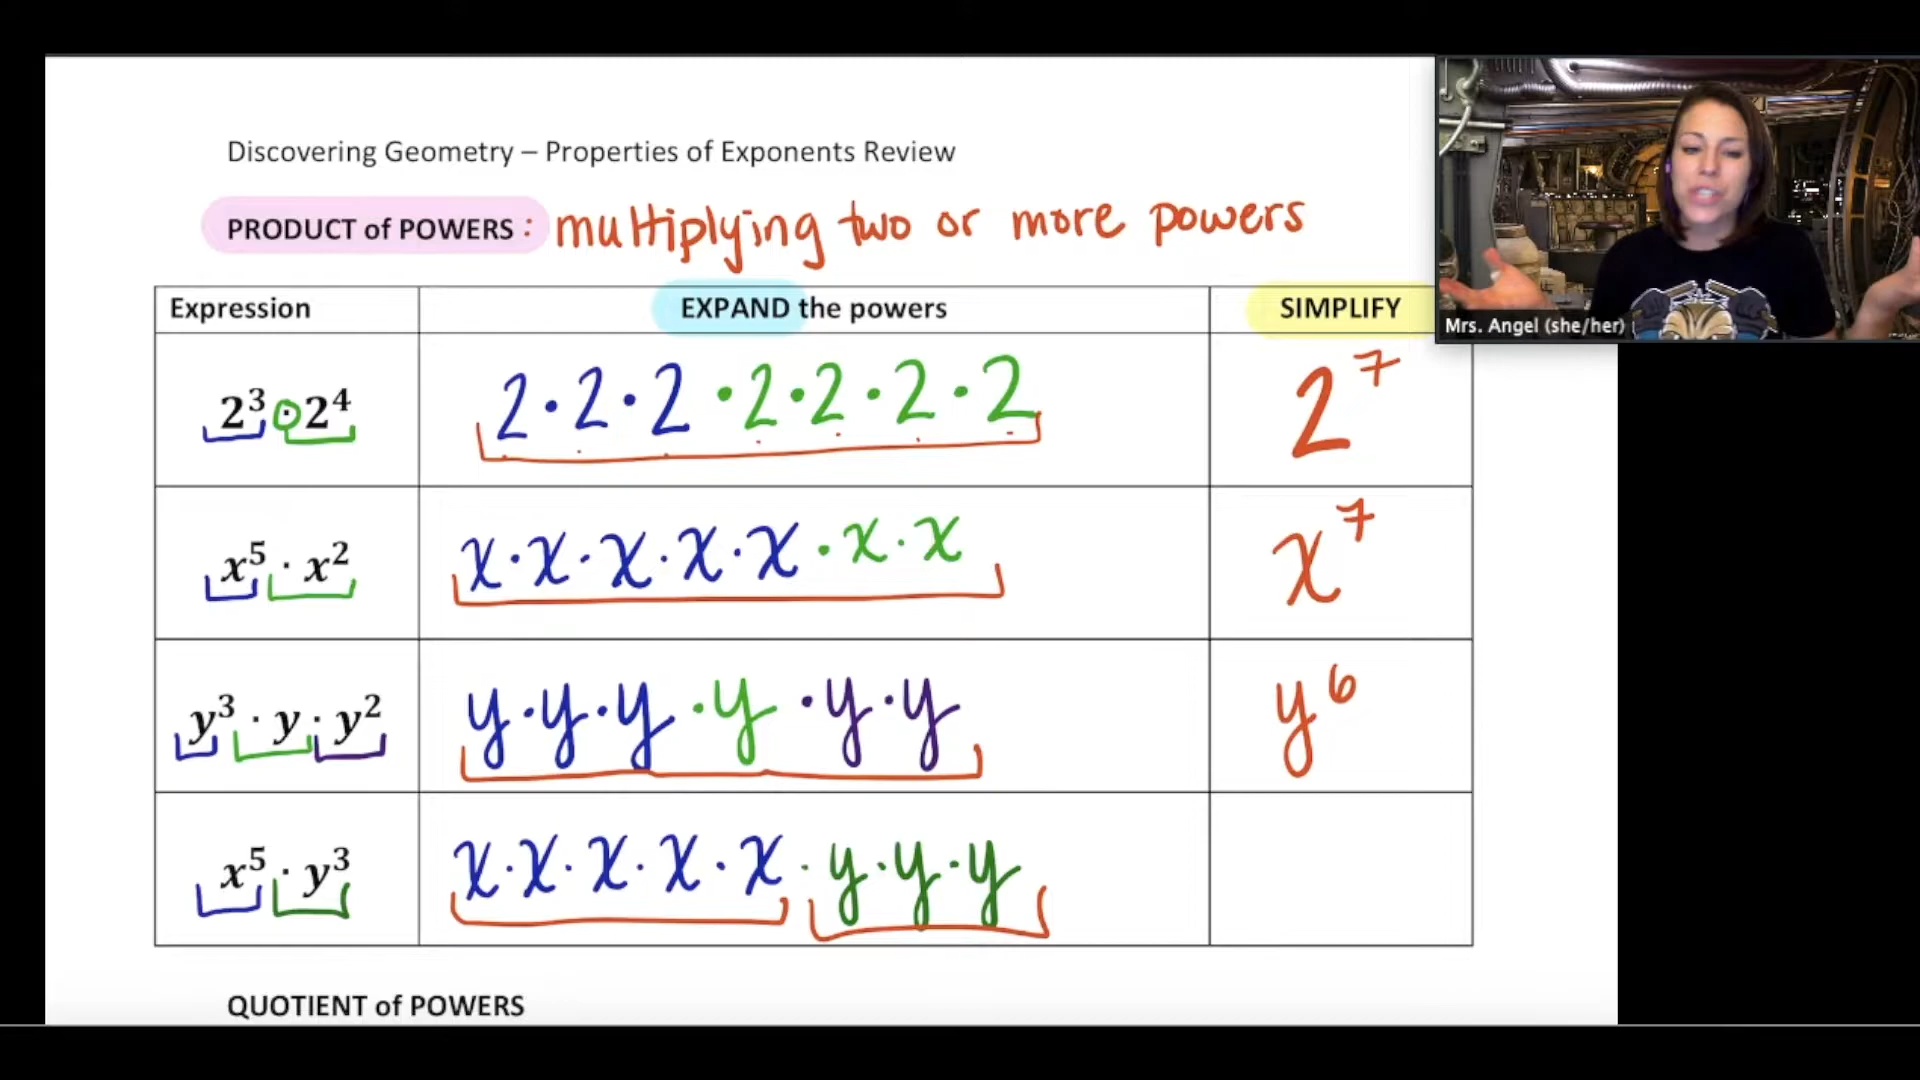 Discovering Geometry – Properties of Exponents Review
PRODUCT of POWERS : multiplying two or more powers
Expression EXPAND the powers SIMPLIFY
Mrs. Angel (she/her)
2³ · 2⁴ 2 · 2 · 2 · 2 · 2 · 2 · 2 2⁷
x⁵ · x² x · x · x · x · x · x · x x⁷
y³ · y · y² y · y · y · y · y · y y⁶
x⁵ · y³ x · x · x · x · x · y · y · y
QUOTIENT of POWERS